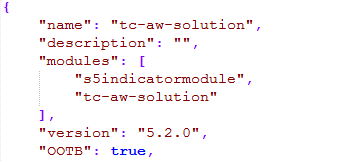 {
"name": "tc-aw-solution",
"description": "",
"modules": [
"s5indicatormodule",
"tc-aw-solution"
],
"version": "5.2.0",
"OOTB": true,